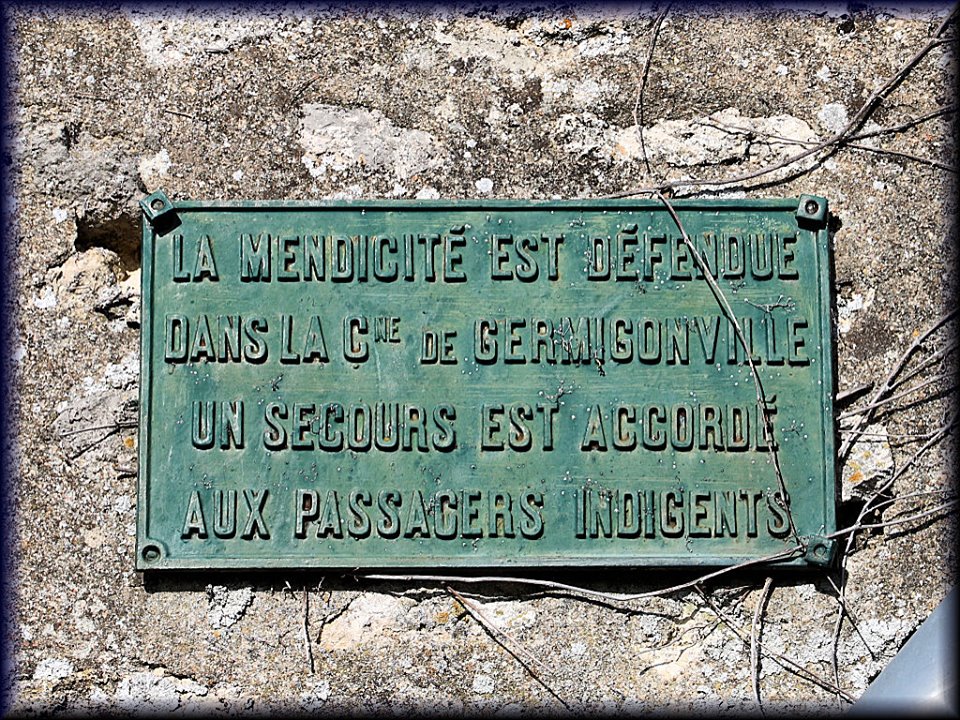 LA MENDICITÉ EST DÉFENDUE
DANS LA CNE DE GERMIGONVILLE
UN SECOURS EST ACCORDÉ
AUX PASSAGERS INDIGENTS